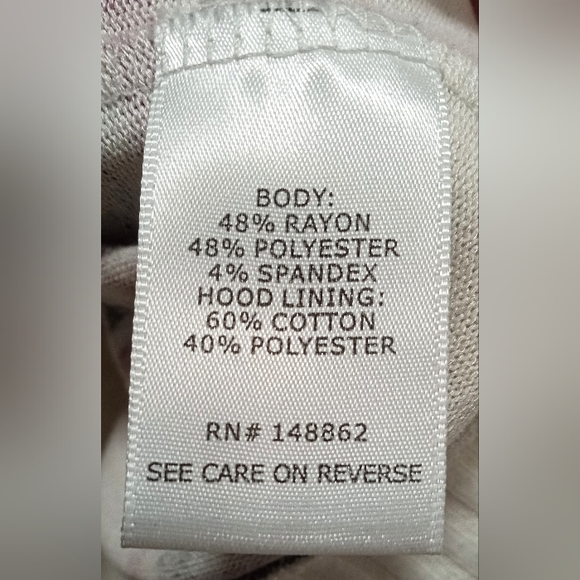 BODY:
48% RAYON
48% POLYESTER
4% SPANDEX
HOOD LINING:
60% COTTON
40% POLYESTER
RN# 148862
SEE CARE ON REVERSE